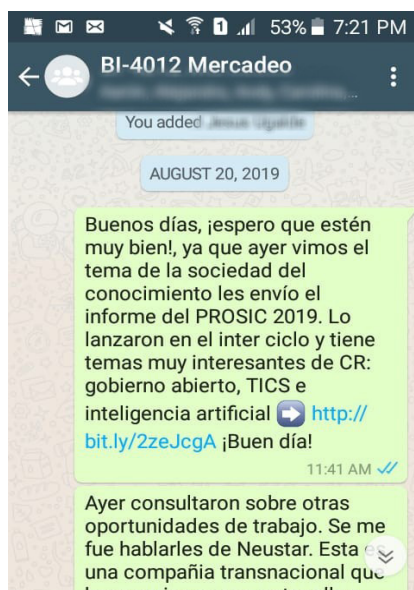 53% 7:21 PM
BI-4012 Mercadeo
You added
AUGUST 20, 2019
Buenos días, ¡espero que estén
muy bien!, ya que ayer vimos el
tema de la sociedad del
conocimiento les envío el
informe del PROSIC 2019. Lo
lanzaron en el inter ciclo y tiene
temas muy interesantes de CR:
gobierno abierto, TICS e
inteligencia artificial ➡ http://
bit.ly/2zeJcgA ¡Buen día!
11:41 AM
Ayer consultaron sobre otras
oportunidades de trabajo. Se me
fue hablarles de Neustar. Esta es
una compañia transnacional que